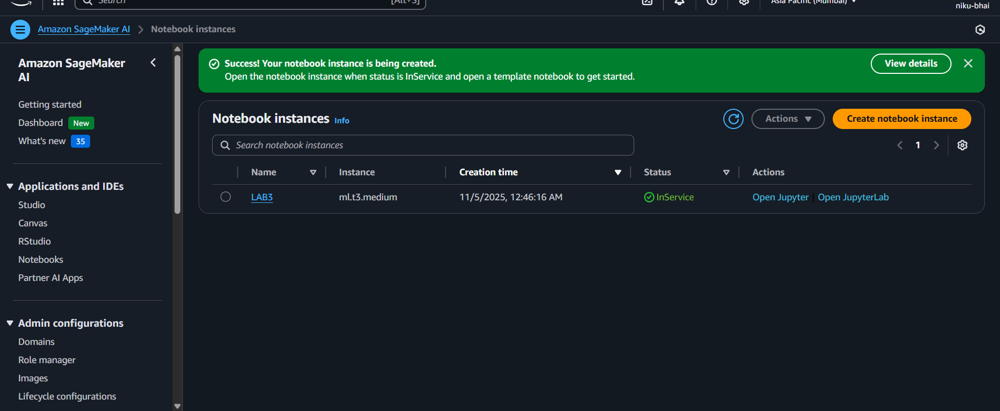 Search
[Alt+S]
Asia Pacific (Mumbai)
niku-bhai
Amazon SageMaker AI
Notebook instances
Amazon SageMaker
AI
Getting started
Dashboard New
What's new 35
Applications and IDEs
Studio
Canvas
RStudio
Notebooks
Partner AI Apps
Admin configurations
Domains
Role manager
Images
Lifecycle configurations
Success! Your notebook instance is being created.
Open the notebook instance when status is InService and open a template notebook to get started.
View details
Notebook instances Info
Actions
Create notebook instance
Search notebook instances
1
Name Instance Creation time Status Actions
LAB3 ml.t3.medium 11/5/2025, 12:46:16 AM InService Open Jupyter | Open JupyterLab